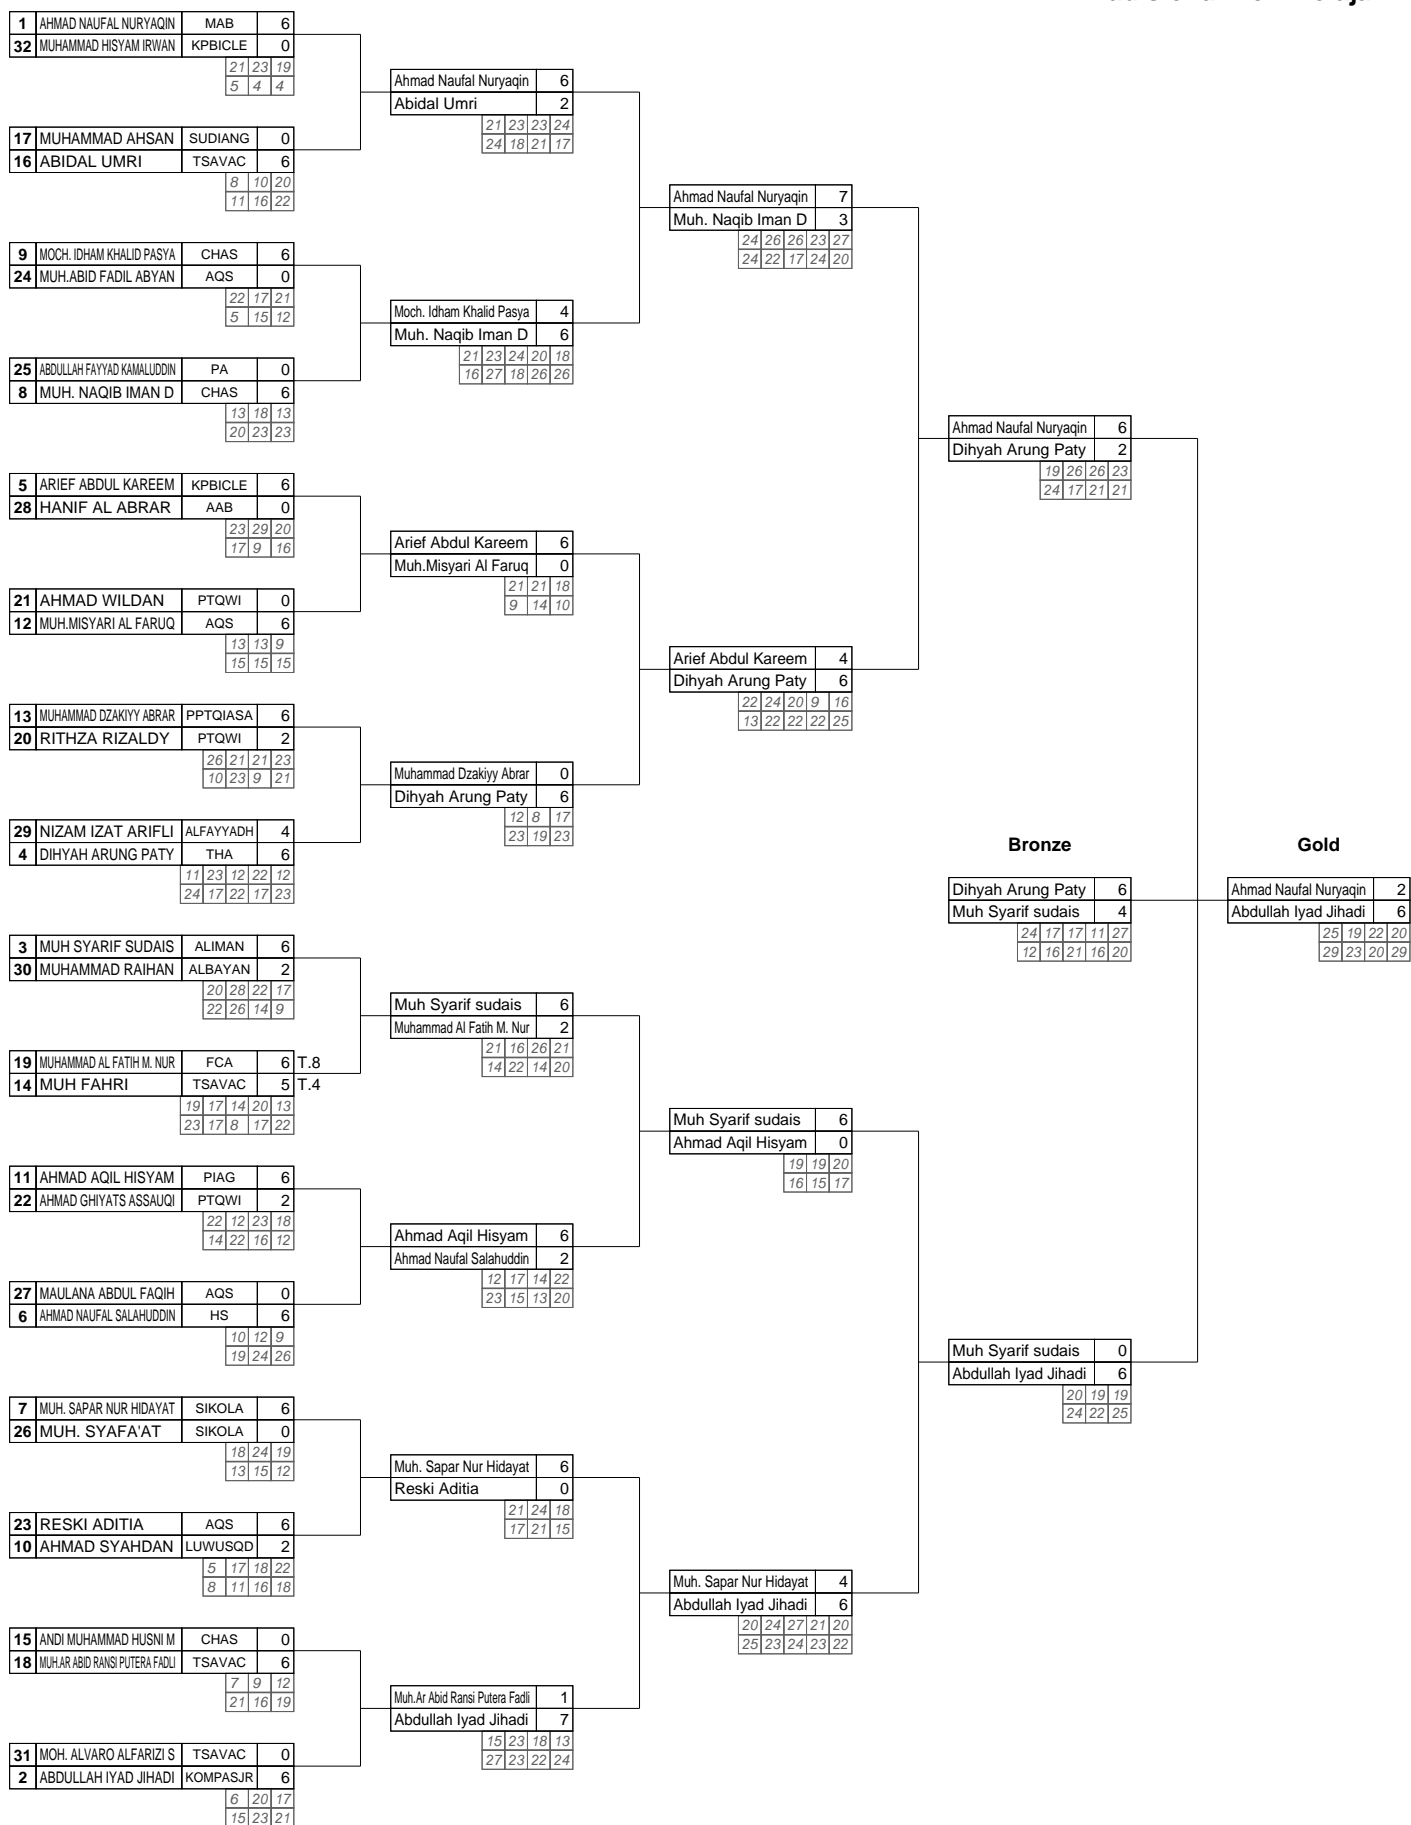 1 AHMAD NAUFAL NURYAQIN MAB 6
32 MUHAMMAD HISYAM IRWAN KPBICLE 0
21 23 19
5 4 4
17 MUHAMMAD AHSAN SUDIANG 0
16 ABIDAL UMRI TSAVAC 6
8 10 20
11 16 22
9 MOCH. IDHAM KHALID PASYA CHAS 6
24 MUH.ABID FADIL ABYAN AQS 0
22 17 21
5 15 12
25 ABDULLAH FAYYAD KAMALUDDIN PA 0
8 MUH. NAQIB IMAN D CHAS 6
13 18 13
20 23 23
5 ARIEF ABDUL KAREEM KPBICLE 6
28 HANIF AL ABRAR AAB 0
23 29 20
17 9 16
21 AHMAD WILDAN PTQWI 0
12 MUH.MISYARI AL FARUQ AQS 6
13 13 9
15 15 15
13 MUHAMMAD DZAKIYY ABRAR PPTQIASA 6
20 RITHZA RIZALDY PTQWI 2
26 21 21 23
10 23 9 21
29 NIZAM IZAT ARIFLI ALFAYYADH 4
4 DIHYAH ARUNG PATY THA 6
11 23 12 22 12
24 17 22 17 23
3 MUH SYARIF SUDAIS ALIMAN 6
30 MUHAMMAD RAIHAN ALBAYAN 2
20 28 22 17
22 26 14 9
19 MUHAMMAD AL FATIH M. NUR FCA 6 T.8
14 MUH FAHRI TSAVAC 5 T.4
19 17 14 20 13
23 17 8 17 22
11 AHMAD AQIL HISYAM PIAG 6
22 AHMAD GHIYATS ASSAUQI PTQWI 2
22 12 23 18
14 22 16 12
27 MAULANA ABDUL FAQIH AQS 0
6 AHMAD NAUFAL SALAHUDDIN HS 6
10 12 9
19 24 26
7 MUH. SAPAR NUR HIDAYAT SIKOLA 6
26 MUH. SYAFA'AT SIKOLA 0
18 24 19
13 15 12
23 RESKI ADITIA AQS 6
10 AHMAD SYAHDAN LUWUSQD 2
5 17 18 22
8 11 16 18
15 ANDI MUHAMMAD HUSNI M CHAS 0
18 MUH.AR ABID RANSI PUTERA FADLI TSAVAC 6
7 9 12
21 16 19
31 MOH. ALVARO ALFARIZI S TSAVAC 0
2 ABDULLAH IYAD JIHADI KOMPASJR 6
6 20 17
15 23 21
Ahmad Naufal Nuryaqin 6
Abidal Umri 2
21 23 23 24
24 18 21 17
Moch. Idham Khalid Pasya 4
Muh. Naqib Iman D 6
21 23 24 20 18
16 27 18 26 26
Arief Abdul Kareem 6
Muh.Misyari Al Faruq 0
21 21 18
9 14 10
Muhammad Dzakiyy Abrar 0
Dihyah Arung Paty 6
12 8 17
23 19 23
Muh Syarif sudais 6
Muhammad Al Fatih M. Nur 2
21 16 26 21
14 22 14 20
Ahmad Aqil Hisyam 6
Ahmad Naufal Salahuddin 2
12 17 14 22
23 15 13 20
Muh. Sapar Nur Hidayat 6
Reski Aditia 0
21 24 18
17 21 15
Muh.Ar Abid Ransi Putera Fadli 1
Abdullah Iyad Jihadi 7
15 23 18 13
27 23 22 24
Ahmad Naufal Nuryaqin 7
Muh. Naqib Iman D 3
24 26 26 23 27
24 22 17 24 20
Arief Abdul Kareem 4
Dihyah Arung Paty 6
22 24 20 9 16
13 22 22 22 25
Muh Syarif sudais 6
Ahmad Aqil Hisyam 0
19 19 20
16 15 17
Muh. Sapar Nur Hidayat 4
Abdullah Iyad Jihadi 6
20 24 27 21 20
25 23 24 23 22
Ahmad Naufal Nuryaqin 6
Dihyah Arung Paty 2
19 26 26 23
24 17 21 21
Muh Syarif sudais 0
Abdullah Iyad Jihadi 6
20 19 19
24 22 25
Bronze
Dihyah Arung Paty 6
Muh Syarif sudais 4
24 17 17 11 27
12 16 21 16 20
Gold
Ahmad Naufal Nuryaqin 2
Abdullah Iyad Jihadi 6
25 19 22 20
29 23 20 29